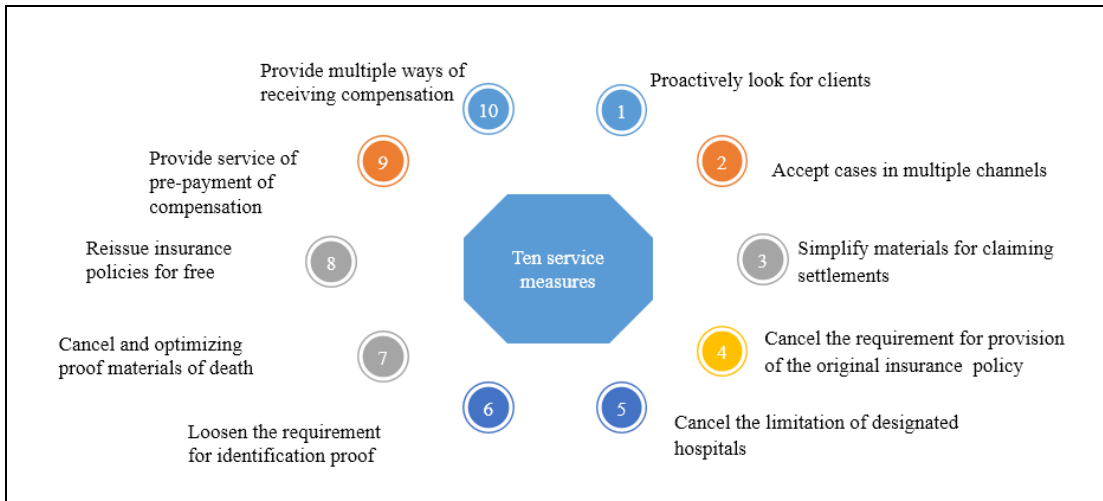 Ten service
measures
1
Proactively look for clients
2
Accept cases in multiple channels
3
Simplify materials for claiming
settlements
4
Cancel the requirement for provision
of the original insurance policy
5
Cancel the limitation of designated
hospitals
6
Loosen the requirement
for identification proof
7
Cancel and optimizing
proof materials of death
8
Reissue insurance
policies for free
9
Provide service of
pre-payment of
compensation
10
Provide multiple ways of
receiving compensation